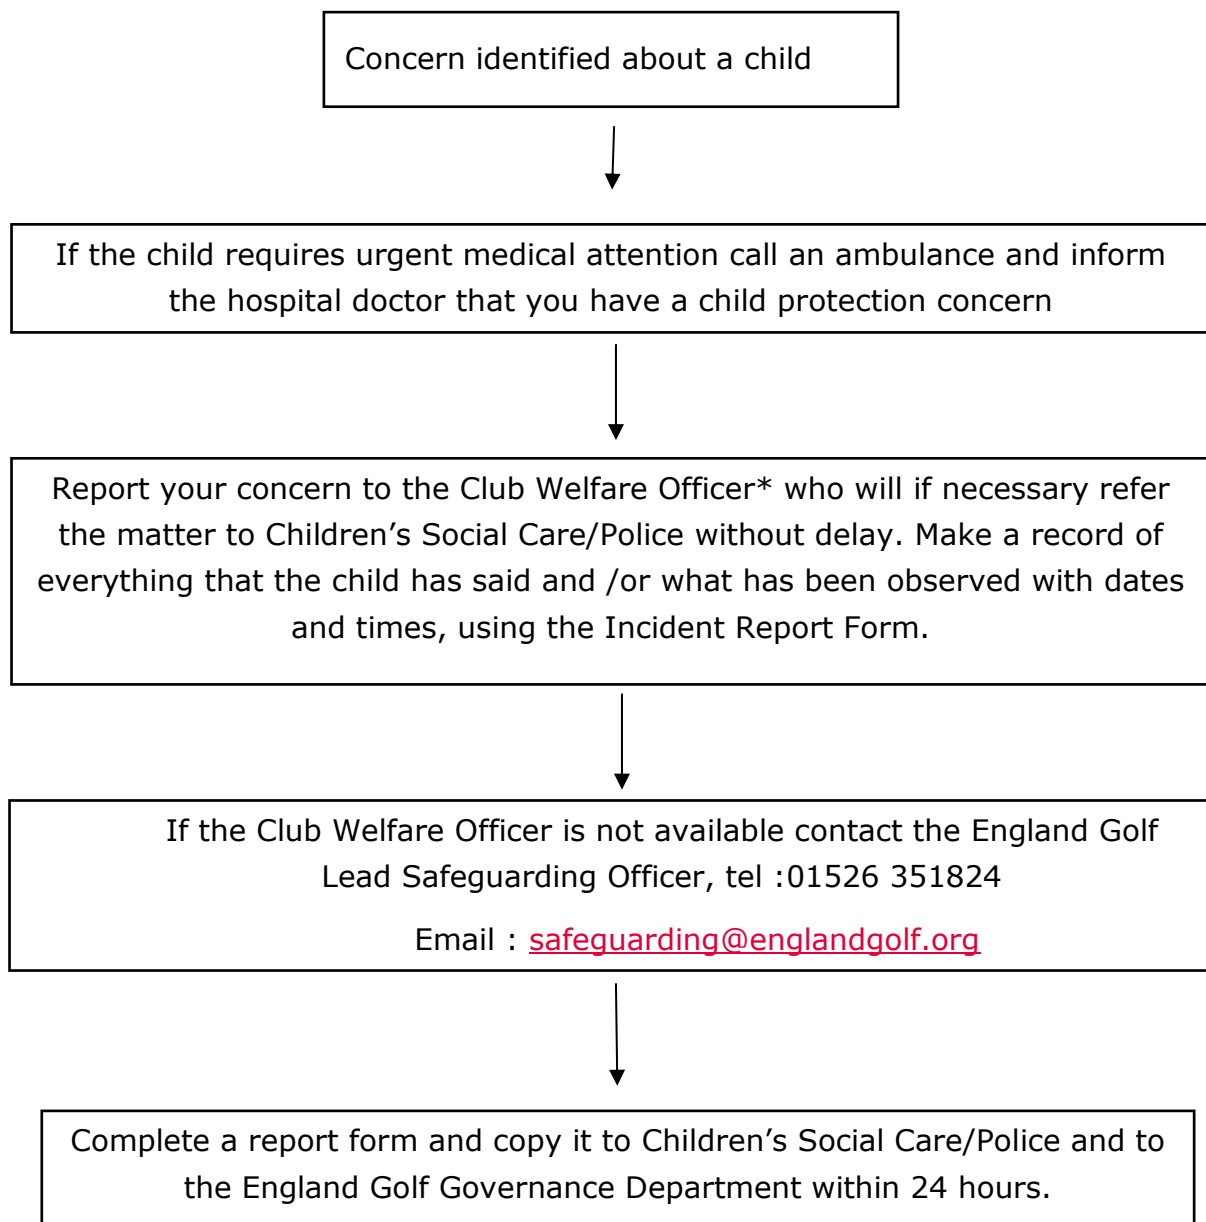 Concern identified about a child
If the child requires urgent medical attention call an ambulance and inform
the hospital doctor that you have a child protection concern
Report your concern to the Club Welfare Officer* who will if necessary refer
the matter to Children’s Social Care/Police without delay. Make a record of
everything that the child has said and /or what has been observed with dates
and times, using the Incident Report Form.
If the Club Welfare Officer is not available contact the England Golf
Lead Safeguarding Officer, tel :01526 351824
Email : safeguarding@englandgolf.org
Complete a report form and copy it to Children’s Social Care/Police and to
the England Golf Governance Department within 24 hours.